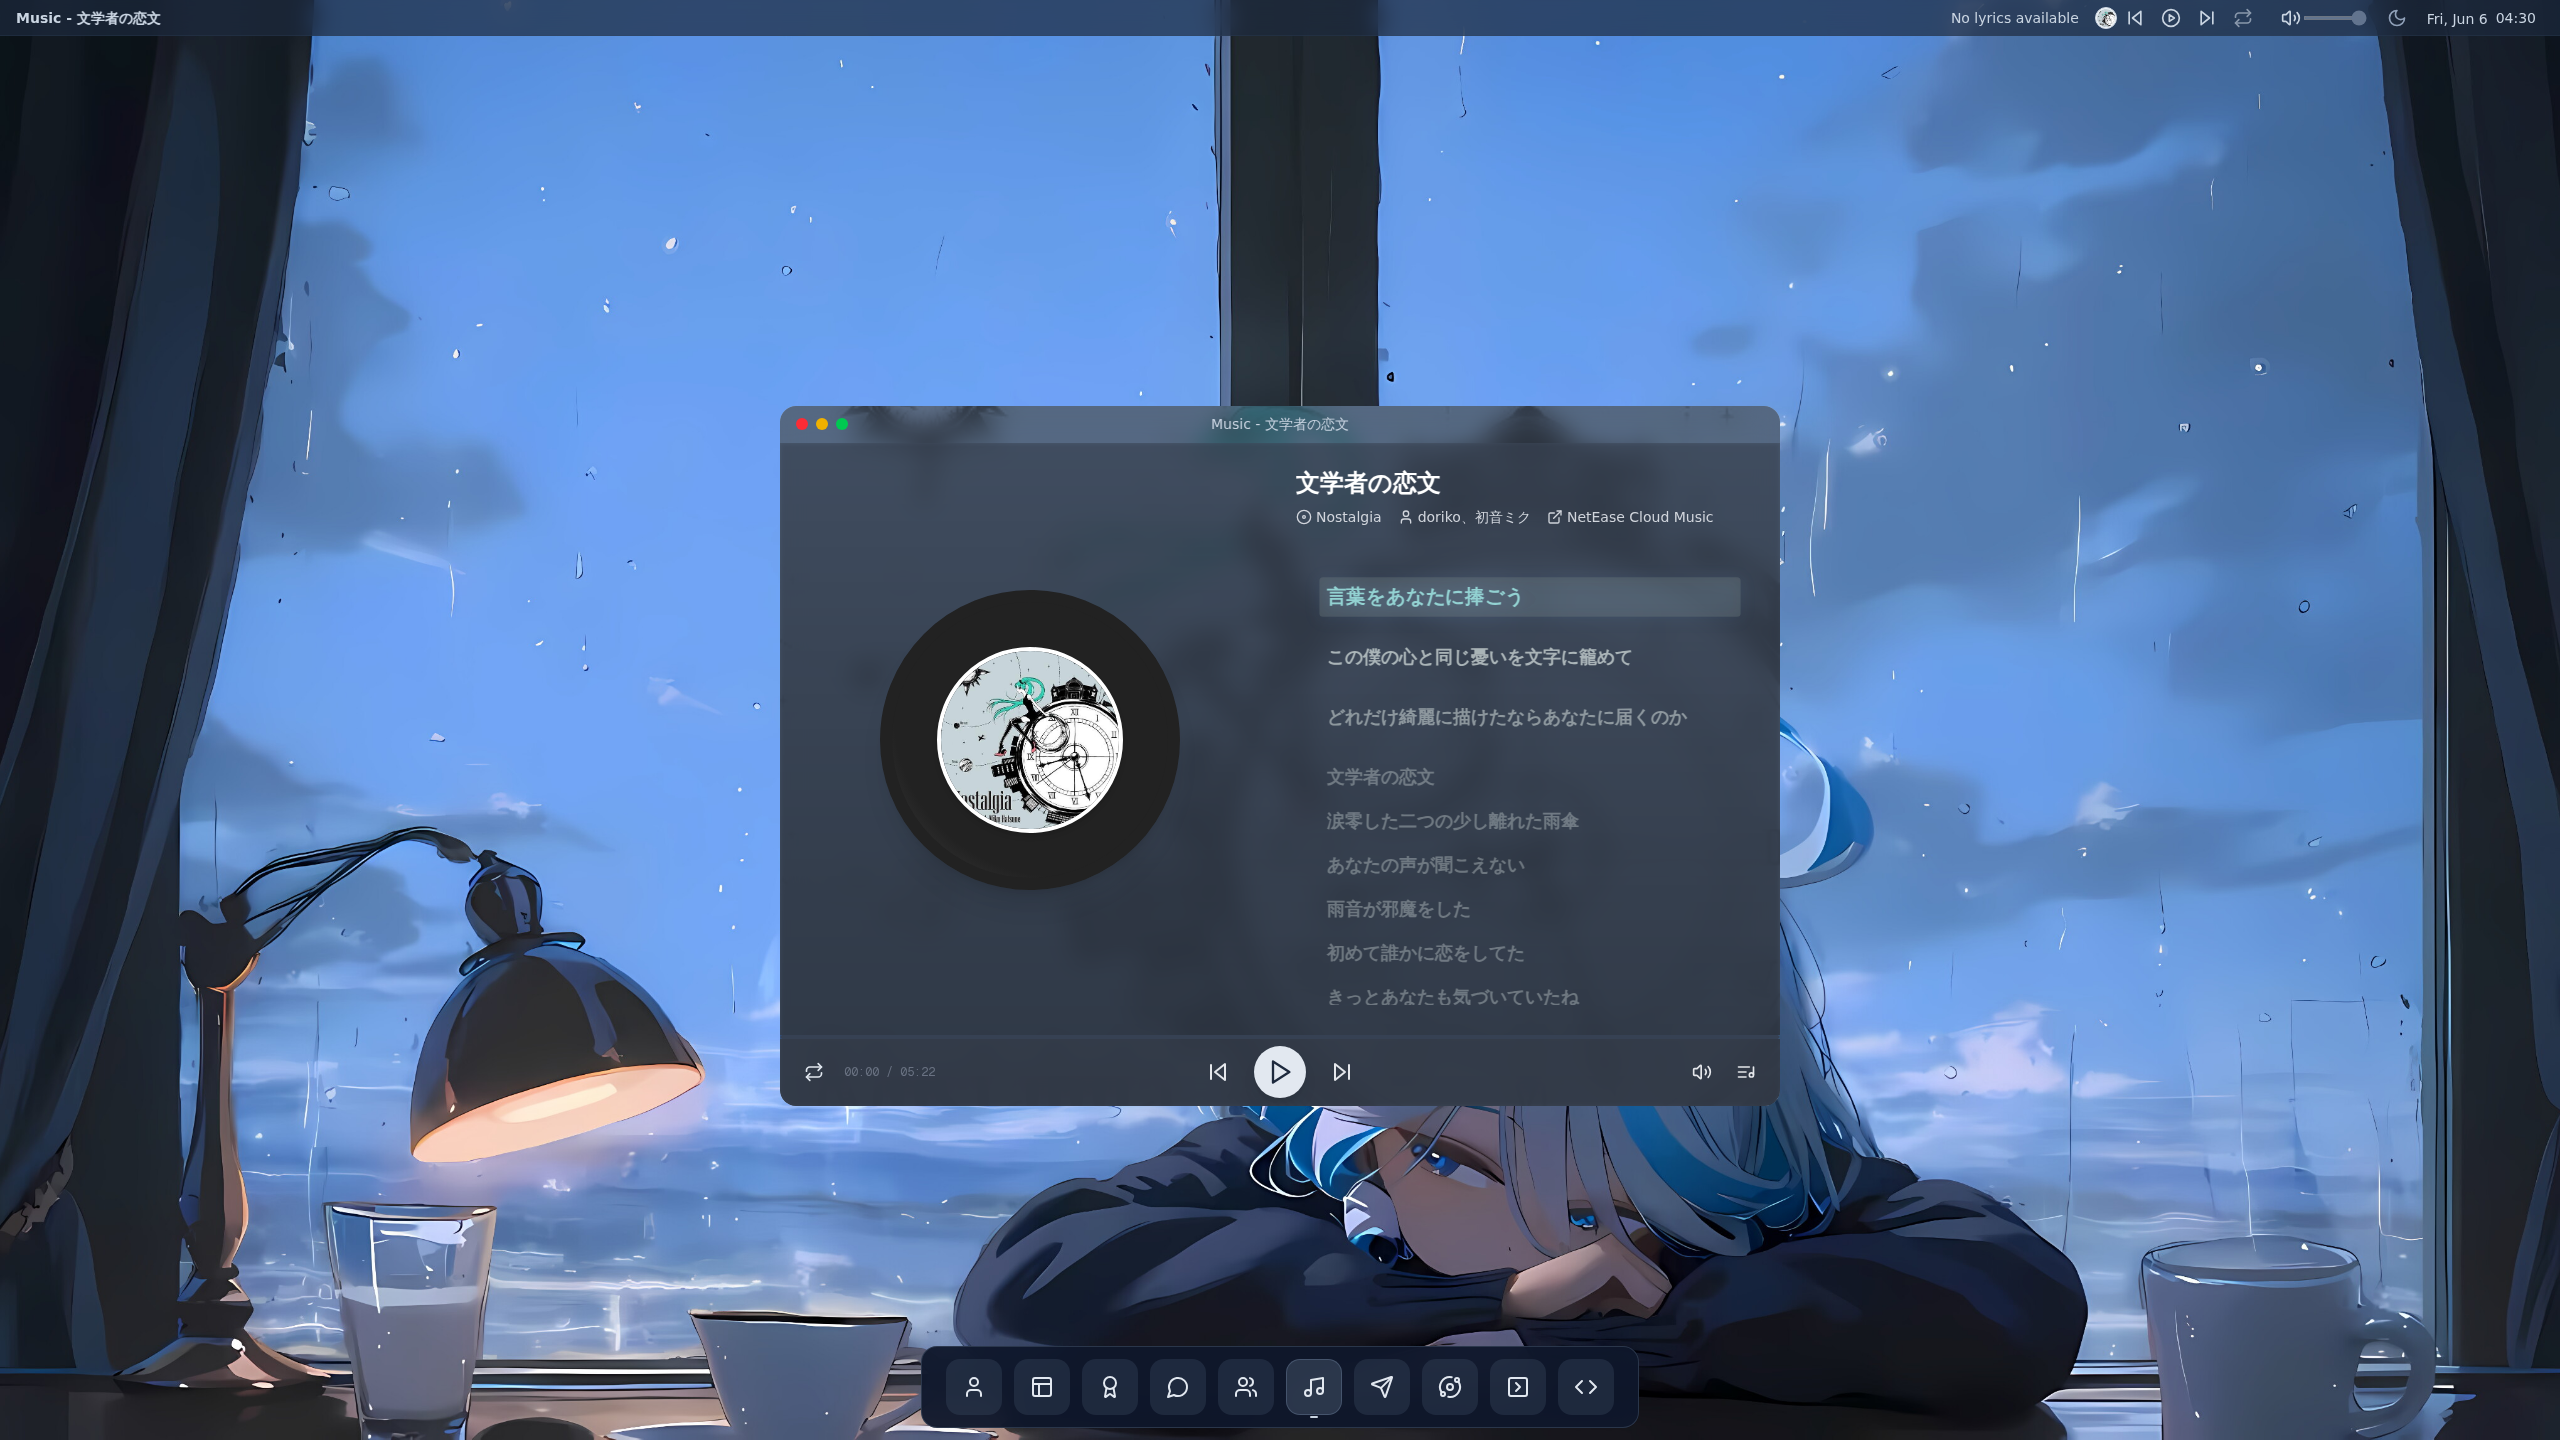 Music - 文学者の恋文
No lyrics available
Fri, Jun 6 04:30
Music - 文学者の恋文
文学者の恋文
Nostalgia doriko、初音ミク NetEase Cloud Music
言葉をあなたに捧ごう
この僕の心と同じ憂いを文字に籠めて
どれだけ綺麗に描けたならあなたに届くのか
文学者の恋文
涙零した二つの少し離れた雨傘
あなたの声が聞こえない
雨音が邪魔をした
初めて誰かに恋をしてた
きっとあなたも気づいていたね
00:00 / 05:22